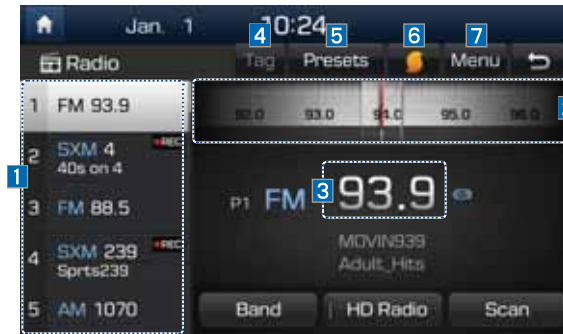 Jan. 1 10:24
4 5 6 7
Radio Tag Presets Menu
1 FM 93.9
92.0 93.0 94.0 95.0 96.0
2 SXM 4 REC
40s on 4
1
3 FM 88.5
P1 FM 3 93.9
MOVIN939
Adult_Hits
4 SXM 239 REC
Sprts239
5 AM 1070
Band HD Radio Scan